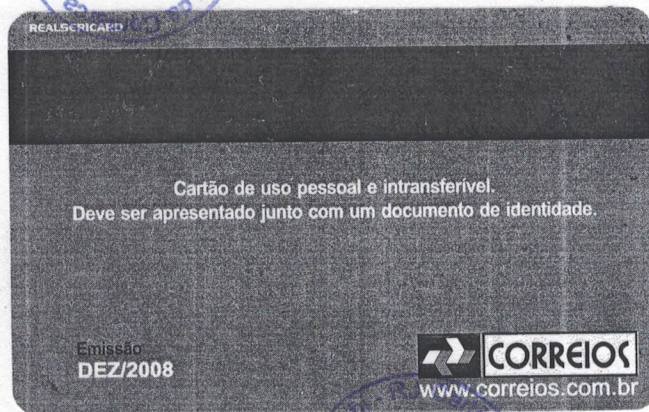 REALSERICARD
Cartão de uso pessoal e intransferível.
Deve ser apresentado junto com um documento de identidade.
Emissão
DEZ/2008
CORREIOS
www.correios.com.br